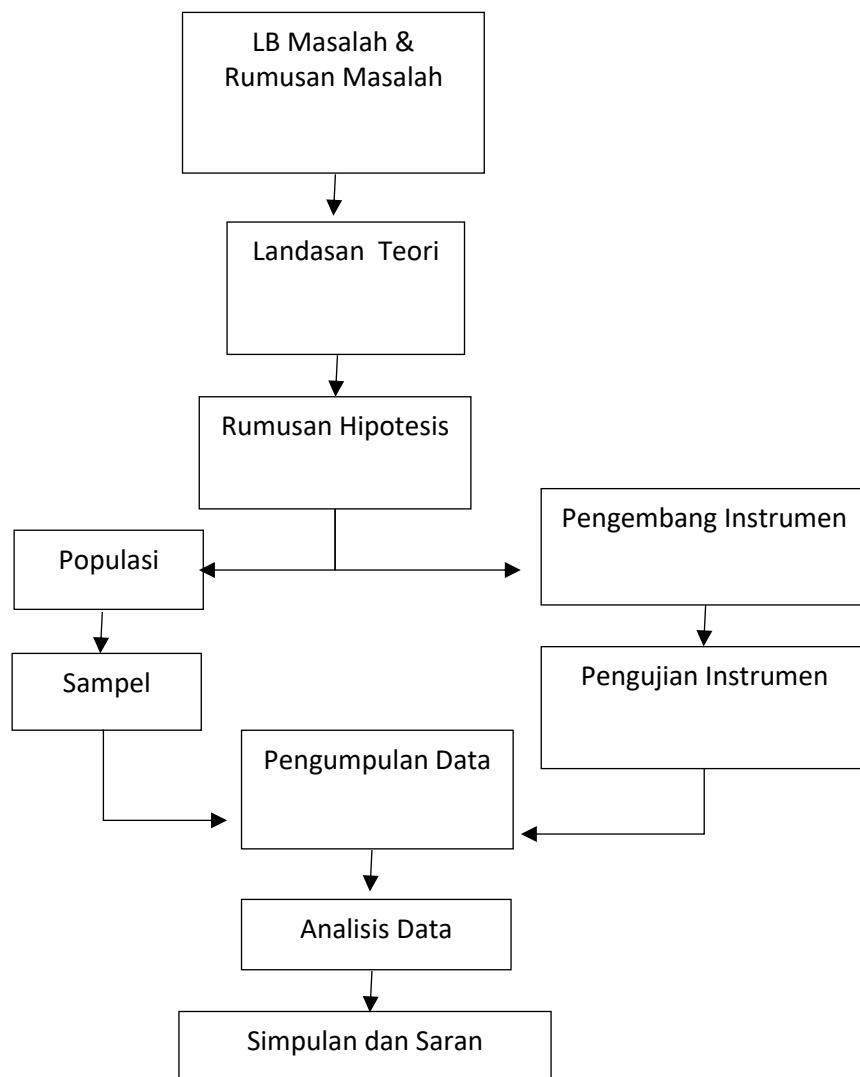 LB Masalah &
Rumusan Masalah
Landasan Teori
Rumusan Hipotesis
Populasi
Pengembang Instrumen
Sampel
Pengujian Instrumen
Pengumpulan Data
Analisis Data
Simpulan dan Saran